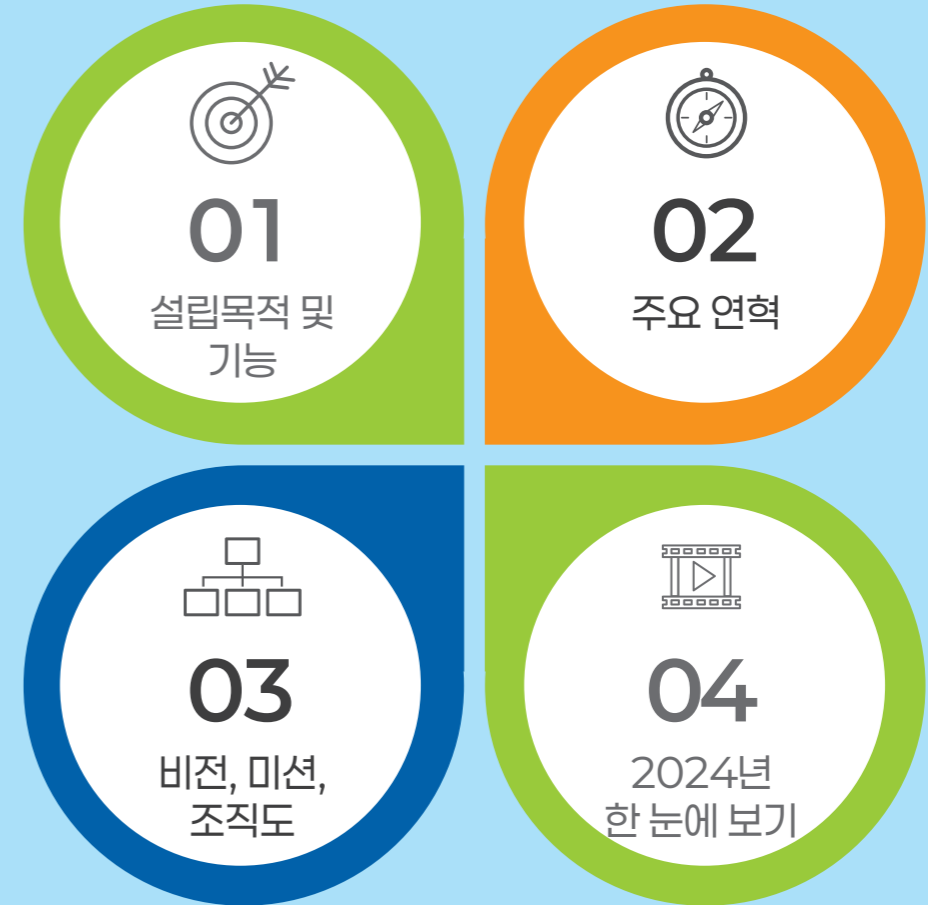 01
설립목적 및
기능
02
주요 연혁
03
비전, 미션,
조직도
04
2024년
한 눈에 보기